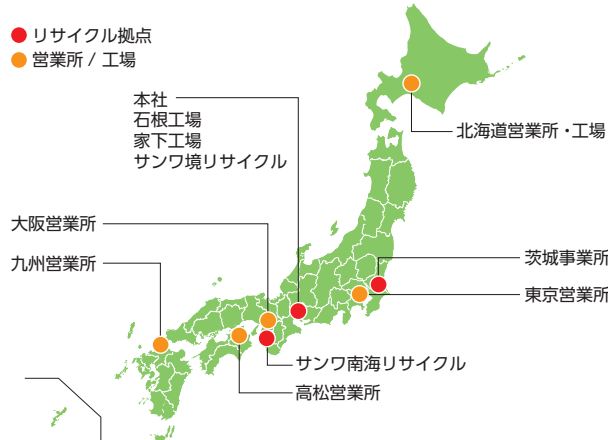 リサイクル拠点
営業所 / 工場
本社
石根工場
家下工場
サンワ境リサイクル
北海道営業所・工場
大阪営業所
九州営業所
茨城事業所
東京営業所
サンワ南海リサイクル
高松営業所